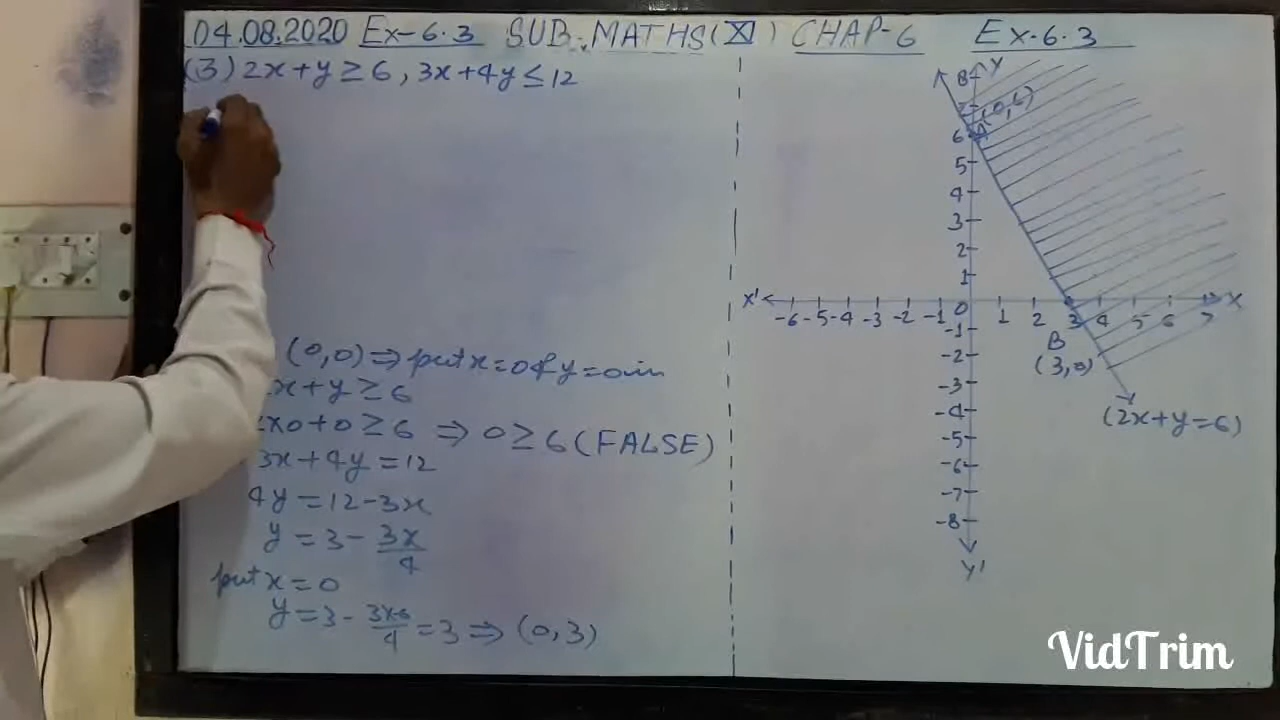 04.08.2020 Ex-6.3 SUB. MATHS (XI) CHAP-6 Ex.6.3
(3) 2x+y≥6, 3x+4y≤12
(0,0) ⇒ put x=0 & y=0 in
x+y≥6
2x0+0≥6 ⇒ 0≥6 (FALSE)
3x+4y=12
4y=12-3x
y=3-3x/4
put x=0
y=3-3x0/4=3 ⇒ (0,3)
Y
8
7
(0,6)
6 A
5
4
3
2
1
X' -6 -5 -4 -3 -2 -1 0 1 2 3 4 5 6 7 X
-1
B
-2
(3,0)
-3
-4
(2x+y=6)
-5
-6
-7
-8
Y'
VidTrim